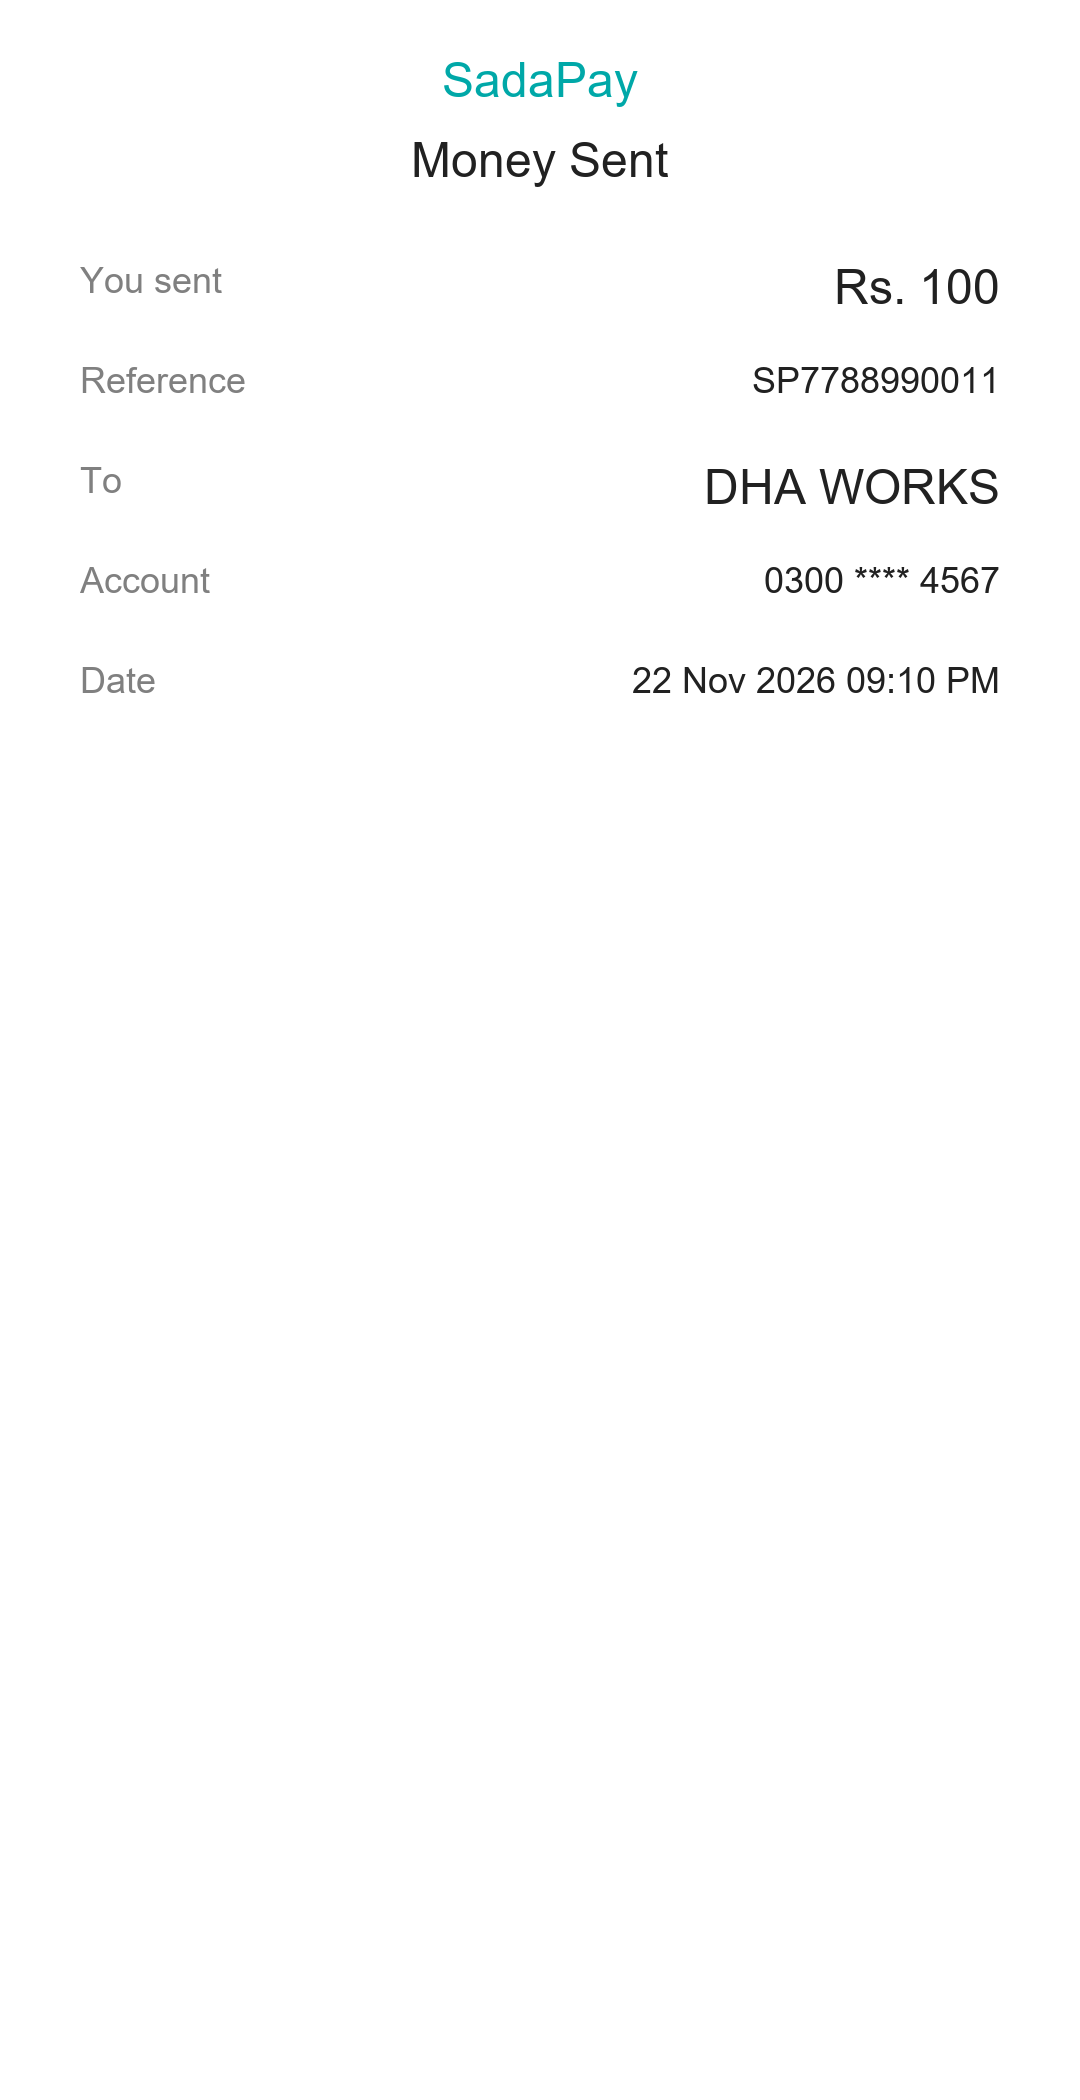 SadaPay
Money Sent
You sent Rs. 100
Reference SP7788990011
To DHA WORKS
Account 0300 **** 4567
Date 22 Nov 2026 09:10 PM